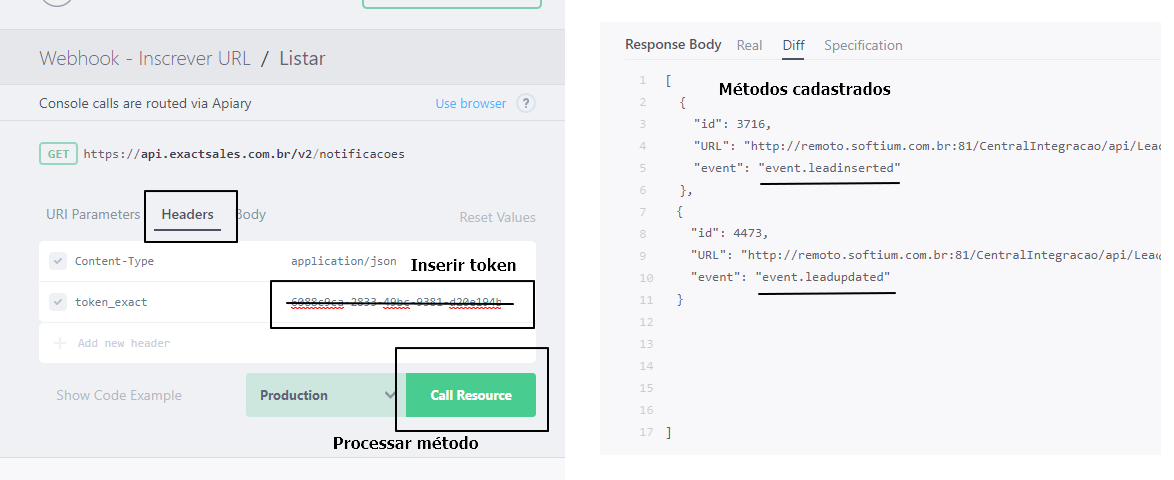 Webhook - Inscrever URL / Listar
Console calls are routed via Apiary
Use browser ?
GET https://api.exactsales.com.br/v2/notificacoes
URI Parameters Headers Body
Reset Values
Content-Type application/json
Inserir token
token_exact
Add new header
Show Code Example
Production
Call Resource
Processar método
Response Body Real Diff Specification
Métodos cadastrados
1 [
2 {
3 "id": 3716,
4 "URL": "http://remoto.softium.com.br:81/CentralIntegracao/api/Lea
5 "event": "event.leadinserted"
6 },
7 {
8 "id": 4473,
9 "URL": "http://remoto.softium.com.br:81/CentralIntegracao/api/Lea
10 "event": "event.leadupdated"
11 }
12
13
14
15
16
17 ]